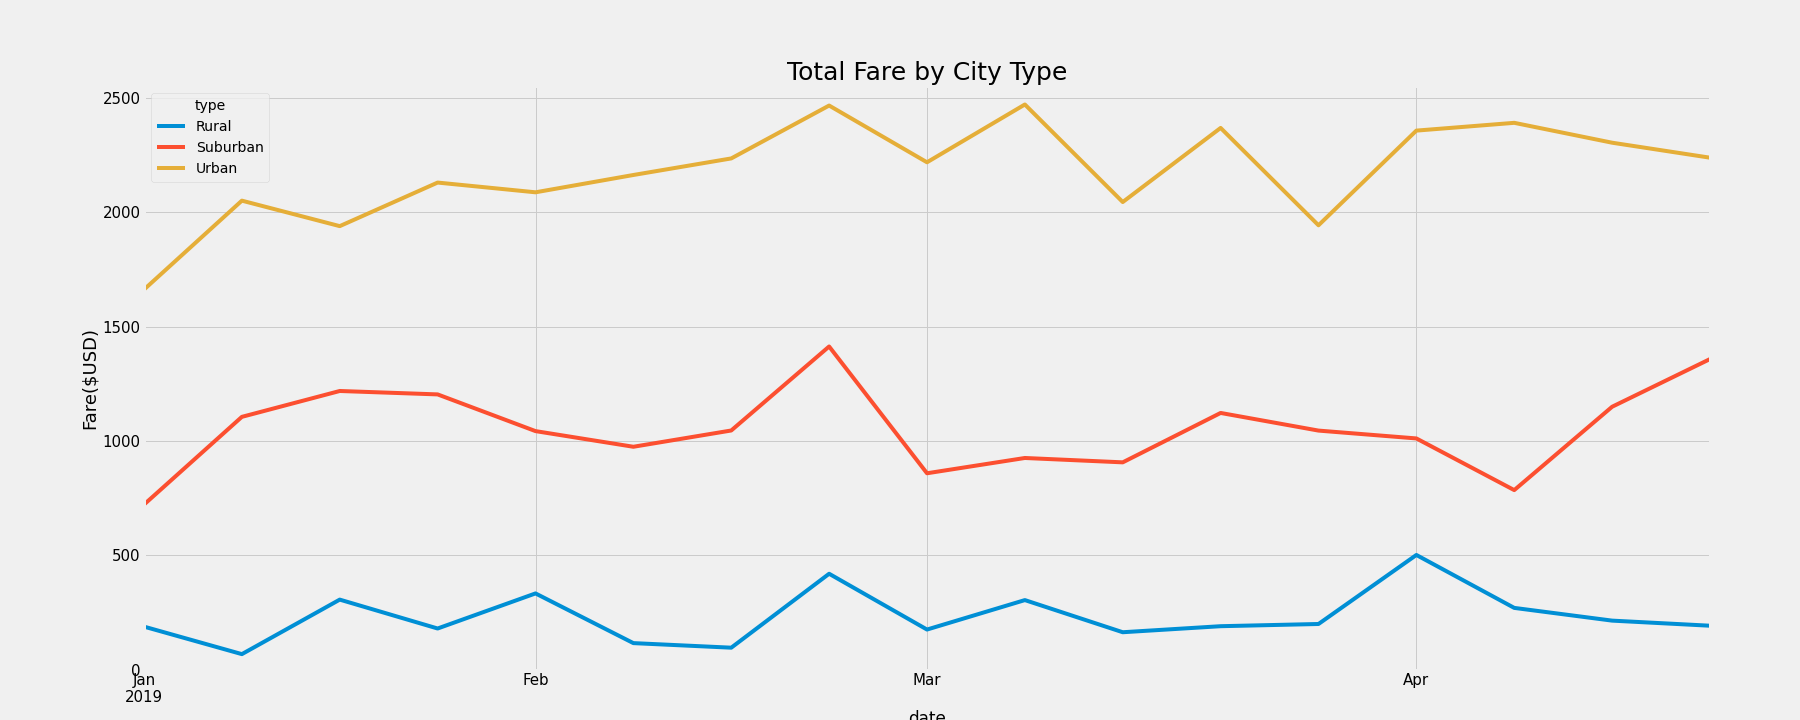 Total Fare by City Type
type
Rural
Suburban
Urban
Fare($USD)
2500
2000
1500
1000
500
0
Jan
2019
Feb
Mar
Apr
date